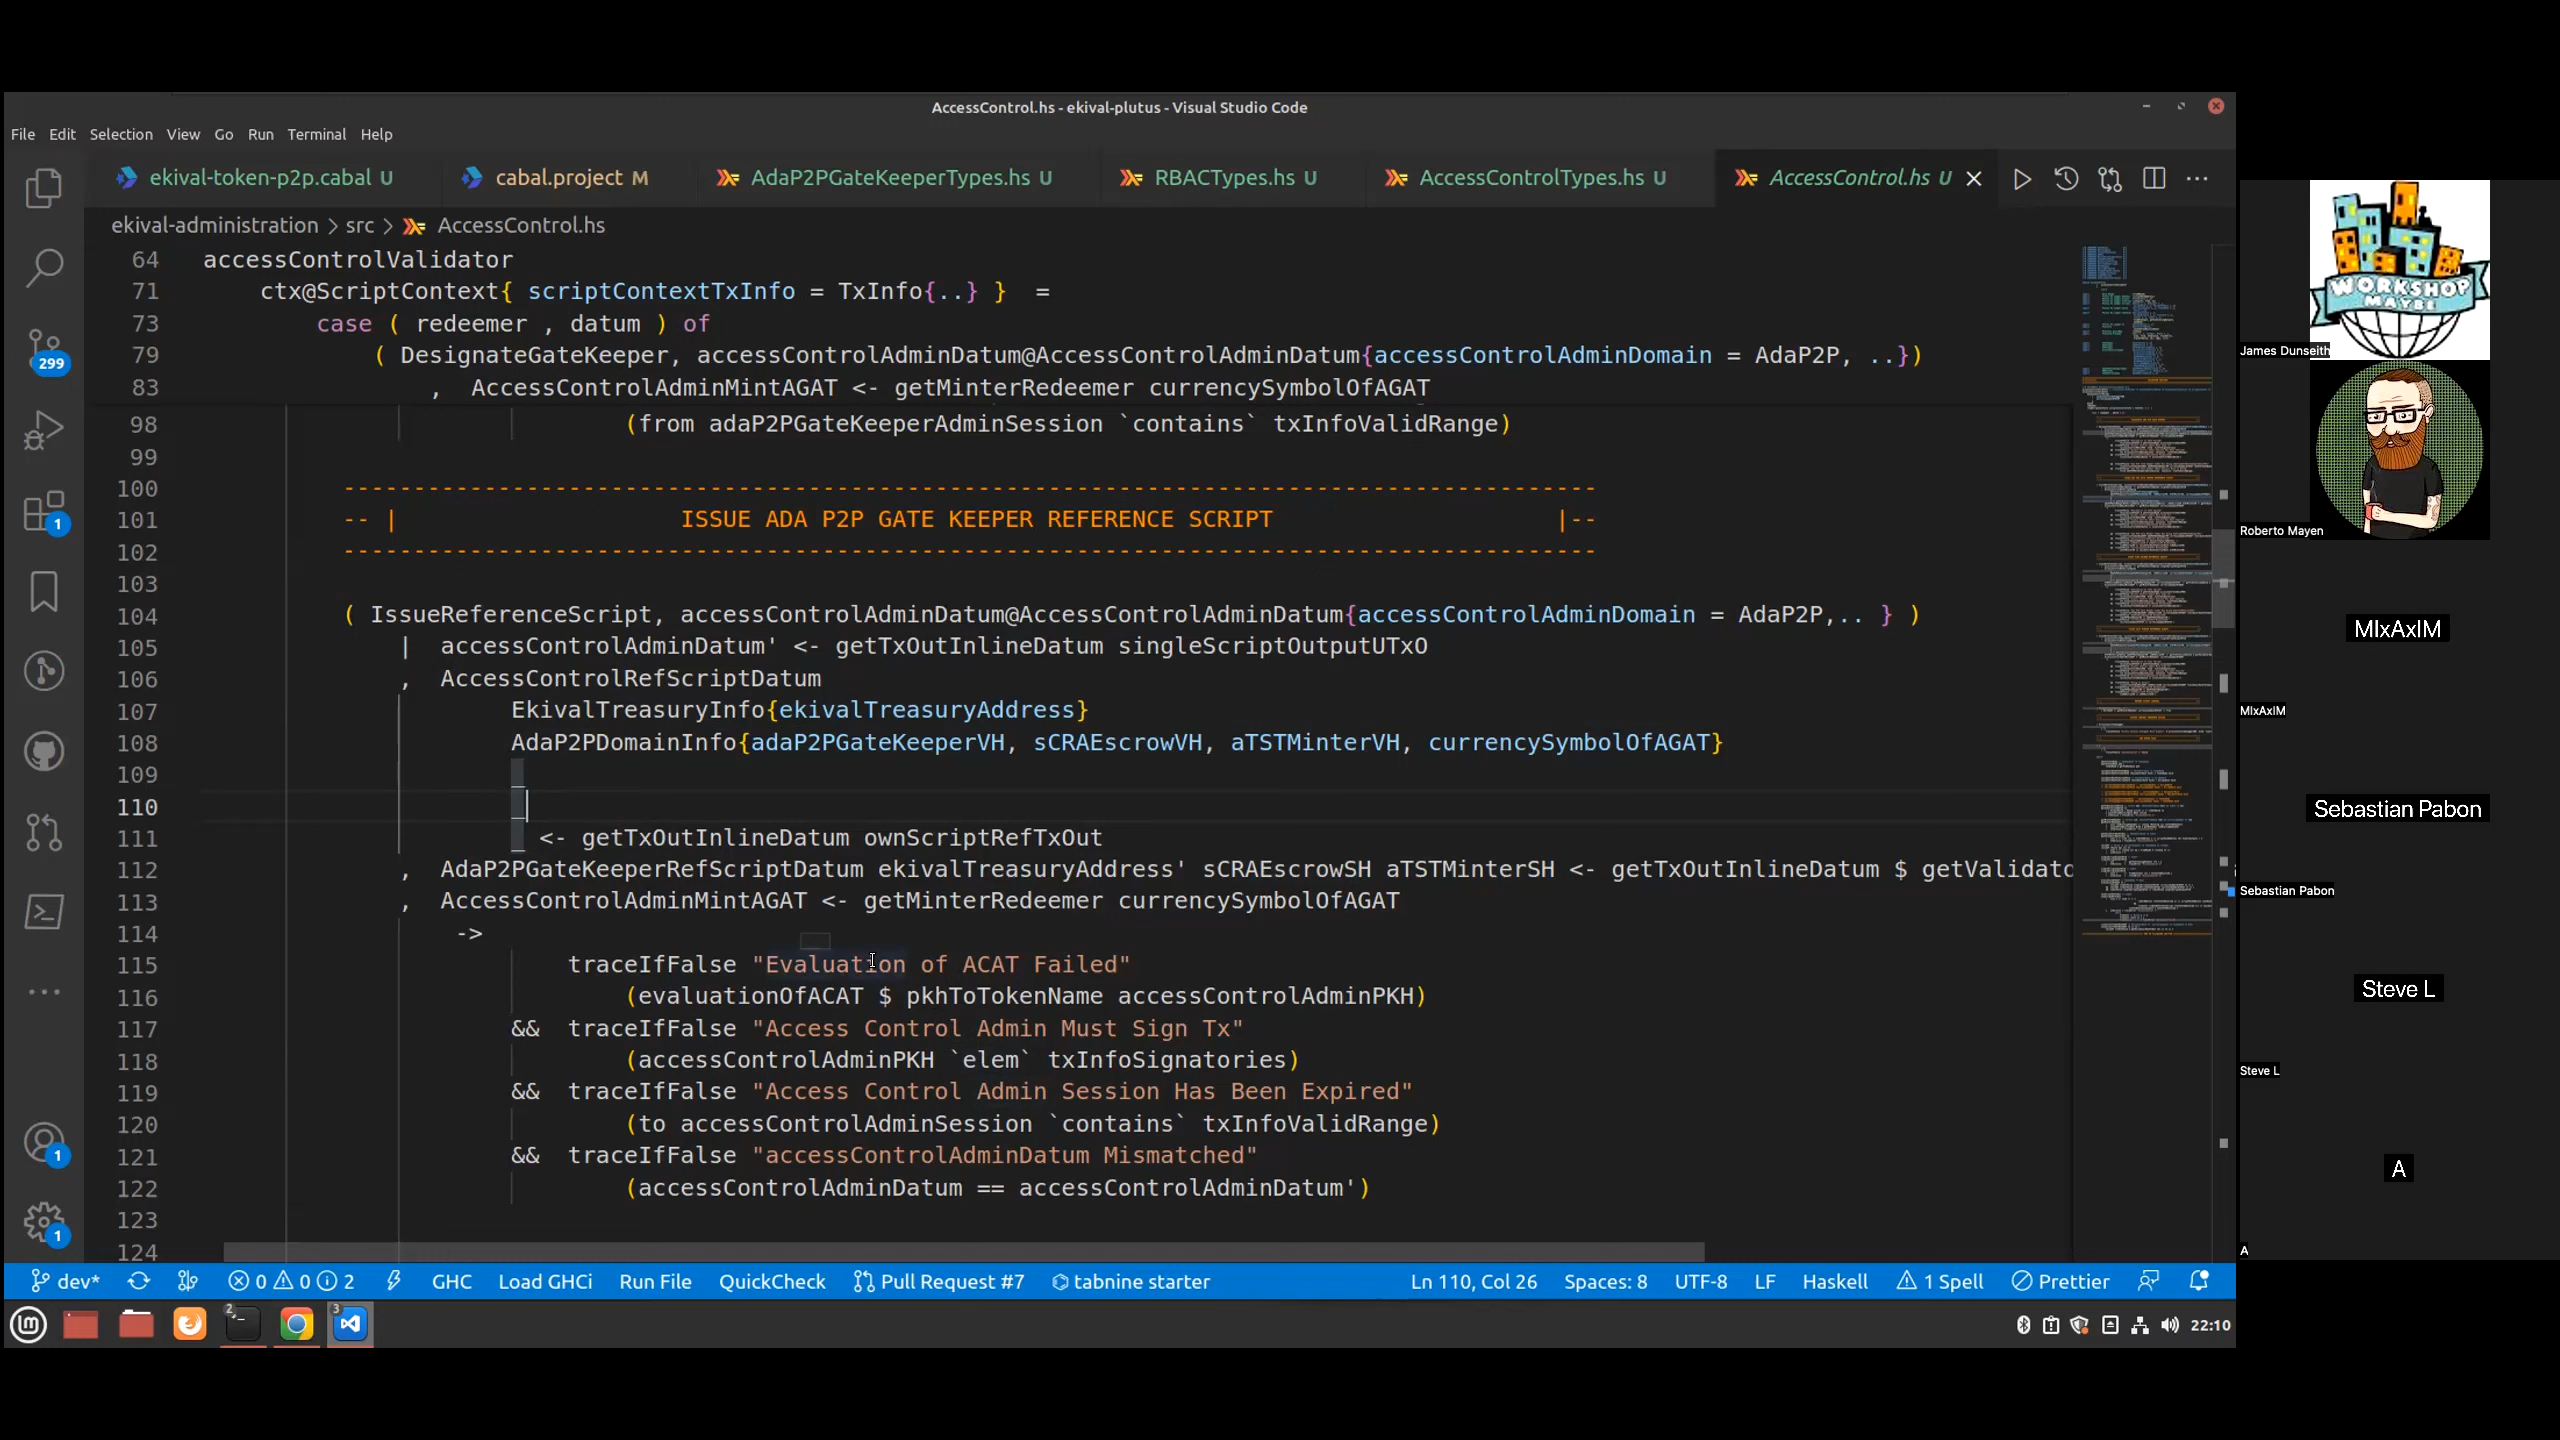 AccessControl.hs - ekival-plutus - Visual Studio Code
File Edit Selection View Go Run Terminal Help
ekival-token-p2p.cabal U cabal.project M AdaP2PGateKeeperTypes.hs U RBACTypes.hs U AccessControlTypes.hs U AccessControl.hs U
ekival-administration > src > AccessControl.hs
64 accessControlValidator
71 ctx@ScriptContext{ scriptContextTxInfo = TxInfo{..} } =
73 case ( redeemer , datum ) of
79 ( DesignateGateKeeper, accessControlAdminDatum@AccessControlAdminDatum{accessControlAdminDomain = AdaP2P, ..})
83 , AccessControlAdminMintAGAT <- getMinterRedeemer currencySymbolOfAGAT
98 (from adaP2PGateKeeperAdminSession `contains` txInfoValidRange)
99
100 -----------------------------------------------------------------------------------------
101 -- | ISSUE ADA P2P GATE KEEPER REFERENCE SCRIPT |--
102 -----------------------------------------------------------------------------------------
103
104 ( IssueReferenceScript, accessControlAdminDatum@AccessControlAdminDatum{accessControlAdminDomain = AdaP2P,.. } )
105 | accessControlAdminDatum' <- getTxOutInlineDatum singleScriptOutputUTxO
106 , AccessControlRefScriptDatum
107 EkivalTreasuryInfo{ekivalTreasuryAddress}
108 AdaP2PDomainInfo{adaP2PGateKeeperVH, sCRAEscrowVH, aTSTMinterVH, currencySymbolOfAGAT}
109 _
110 _
111 _ <- getTxOutInlineDatum ownScriptRefTxOut
112 , AdaP2PGateKeeperRefScriptDatum ekivalTreasuryAddress' sCRAEscrowSH aTSTMinterSH <- getTxOutInlineDatum $ getValidato
113 , AccessControlAdminMintAGAT <- getMinterRedeemer currencySymbolOfAGAT
114 ->
115 traceIfFalse "Evaluation of ACAT Failed"
116 (evaluationOfACAT $ pkhToTokenName accessControlAdminPKH)
117 && traceIfFalse "Access Control Admin Must Sign Tx"
118 (accessControlAdminPKH `elem` txInfoSignatories)
119 && traceIfFalse "Access Control Admin Session Has Been Expired"
120 (to accessControlAdminSession `contains` txInfoValidRange)
121 && traceIfFalse "accessControlAdminDatum Mismatched"
122 (accessControlAdminDatum == accessControlAdminDatum')
123
124
299
1
1
1
dev* 0 0 2 GHC Load GHCi Run File QuickCheck Pull Request #7 tabnine starter Ln 110, Col 26 Spaces: 8 UTF-8 LF Haskell 1 Spell Prettier
2 3 22:10
WORKSHOP
MAYBE
James Dunseith
Roberto Mayen
MIxAxIM
MIxAxIM
Sebastian Pabon
Sebastian Pabon
Steve L
Steve L
A
A